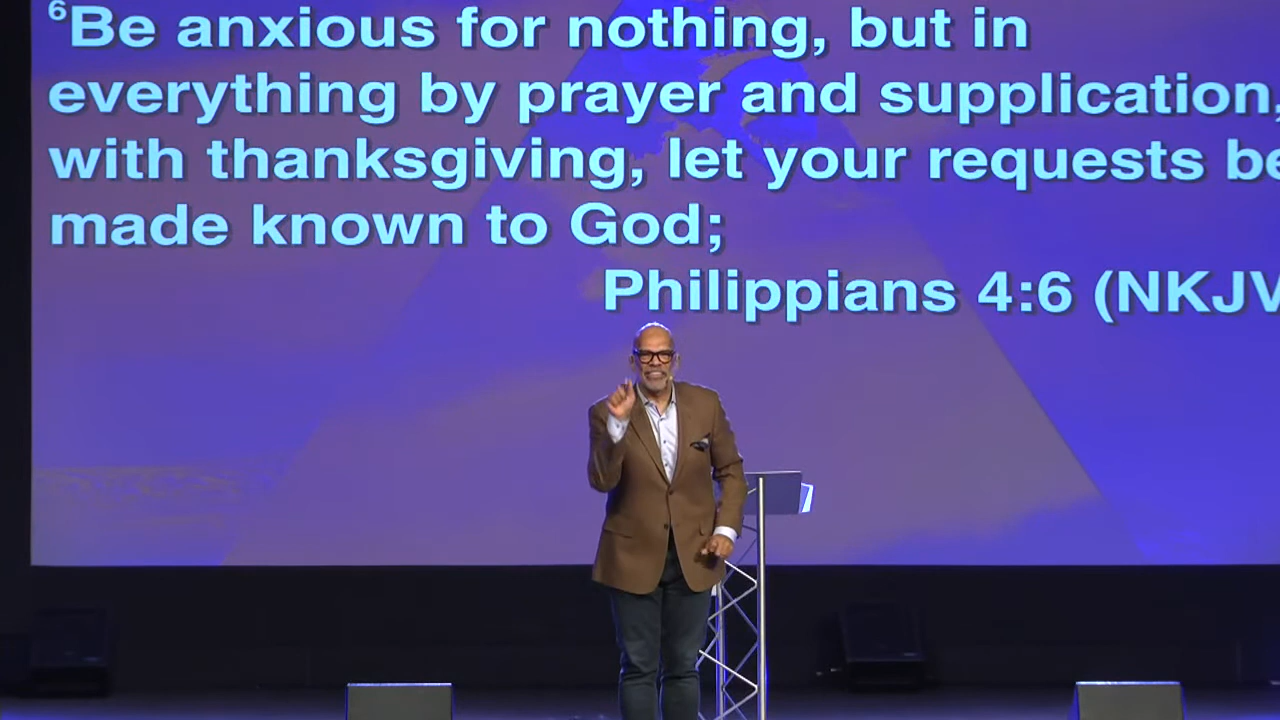 ⁶Be anxious for nothing, but in
everything by prayer and supplication,
with thanksgiving, let your requests be
made known to God;
Philippians 4:6 (NKJV